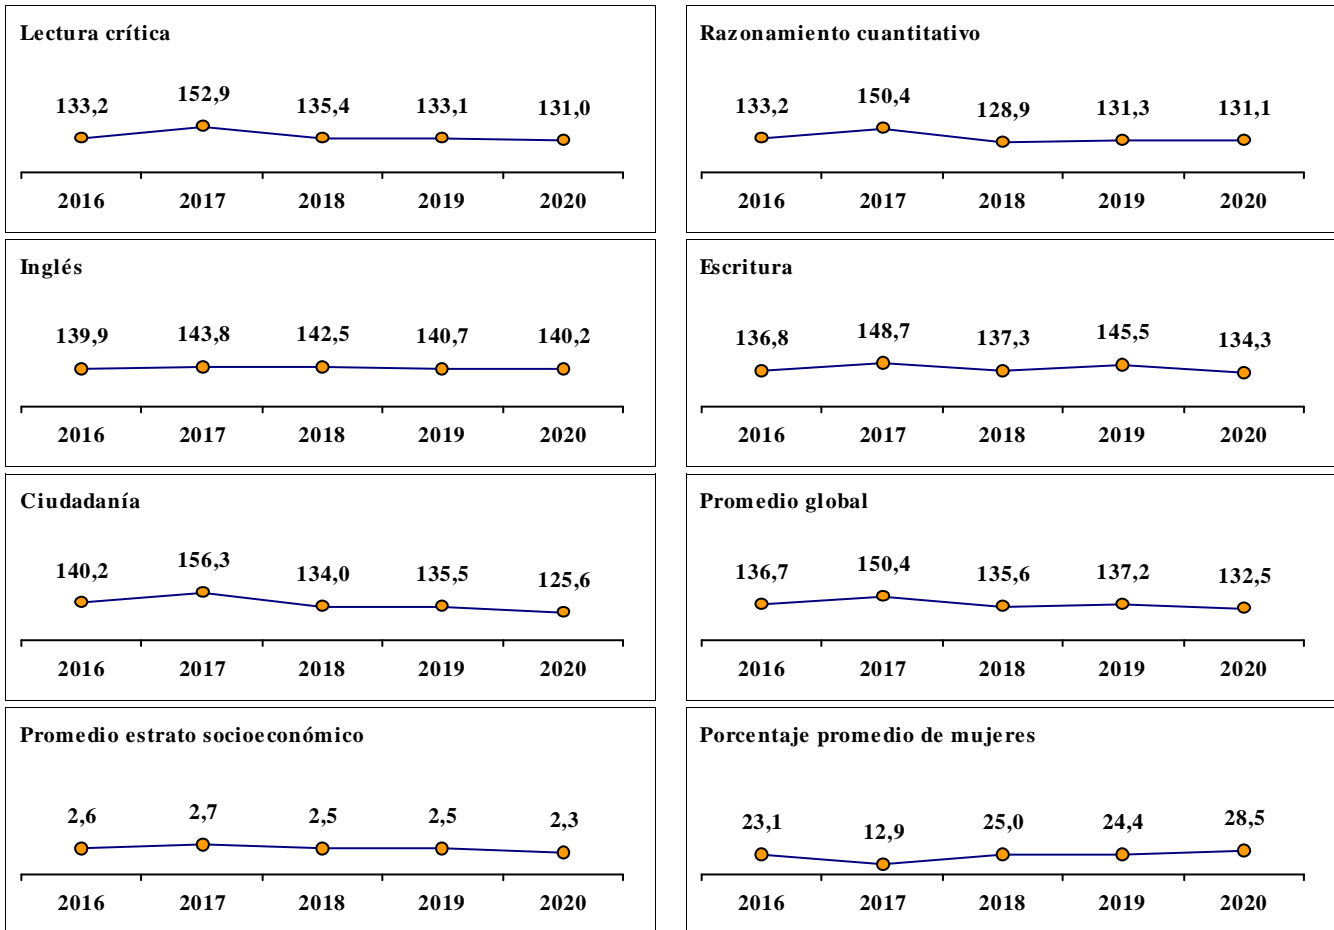 Lectura crítica
133,2 152,9 135,4 133,1 131,0
2016 2017 2018 2019 2020
Razonamiento cuantitativo
133,2 150,4 128,9 131,3 131,1
2016 2017 2018 2019 2020
Inglés
139,9 143,8 142,5 140,7 140,2
2016 2017 2018 2019 2020
Escritura
136,8 148,7 137,3 145,5 134,3
2016 2017 2018 2019 2020
Ciudadanía
140,2 156,3 134,0 135,5 125,6
2016 2017 2018 2019 2020
Promedio global
136,7 150,4 135,6 137,2 132,5
2016 2017 2018 2019 2020
Promedio estrato socioeconómico
2,6 2,7 2,5 2,5 2,3
2016 2017 2018 2019 2020
Porcentaje promedio de mujeres
23,1 12,9 25,0 24,4 28,5
2016 2017 2018 2019 2020